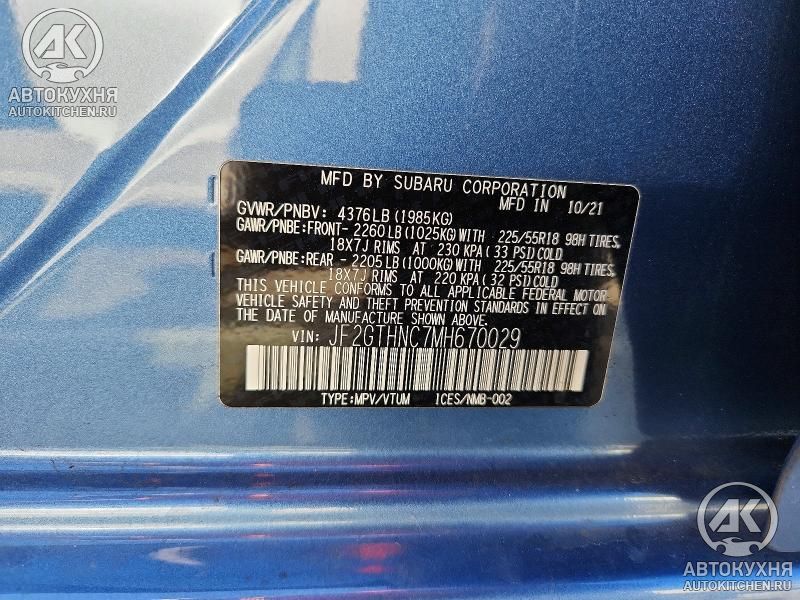 AK
АВТОКУХНЯ
AUTOKITCHEN.RU
MFD BY SUBARU CORPORATION
MFD IN 10/21
GVWR/PNBV: 4376LB (1985KG)
GAWR/PNBE:FRONT- 2260LB (1025KG)WITH 225/55R18 98H TIRES,
18X7J RIMS AT 230 KPA (33 PSI)COLD
GAWR/PNBE:REAR - 2205LB (1000KG)WITH 225/55R18 98H TIRES,
18X7J RIMS AT 220 KPA (32 PSI)COLD
THIS VEHICLE CONFORMS TO ALL APPLICABLE FEDERAL MOTOR-
VEHICLE SAFETY AND THEFT PREVENTION STANDARDS IN EFFECT ON
THE DATE OF MANUFACTURE SHOWN ABOVE.
VIN: JF2GTHNC7MH670029
TYPE:MPV/VTUM ICES/NMB-002
AK
АВТОКУХНЯ
AUTOKITCHEN.RU